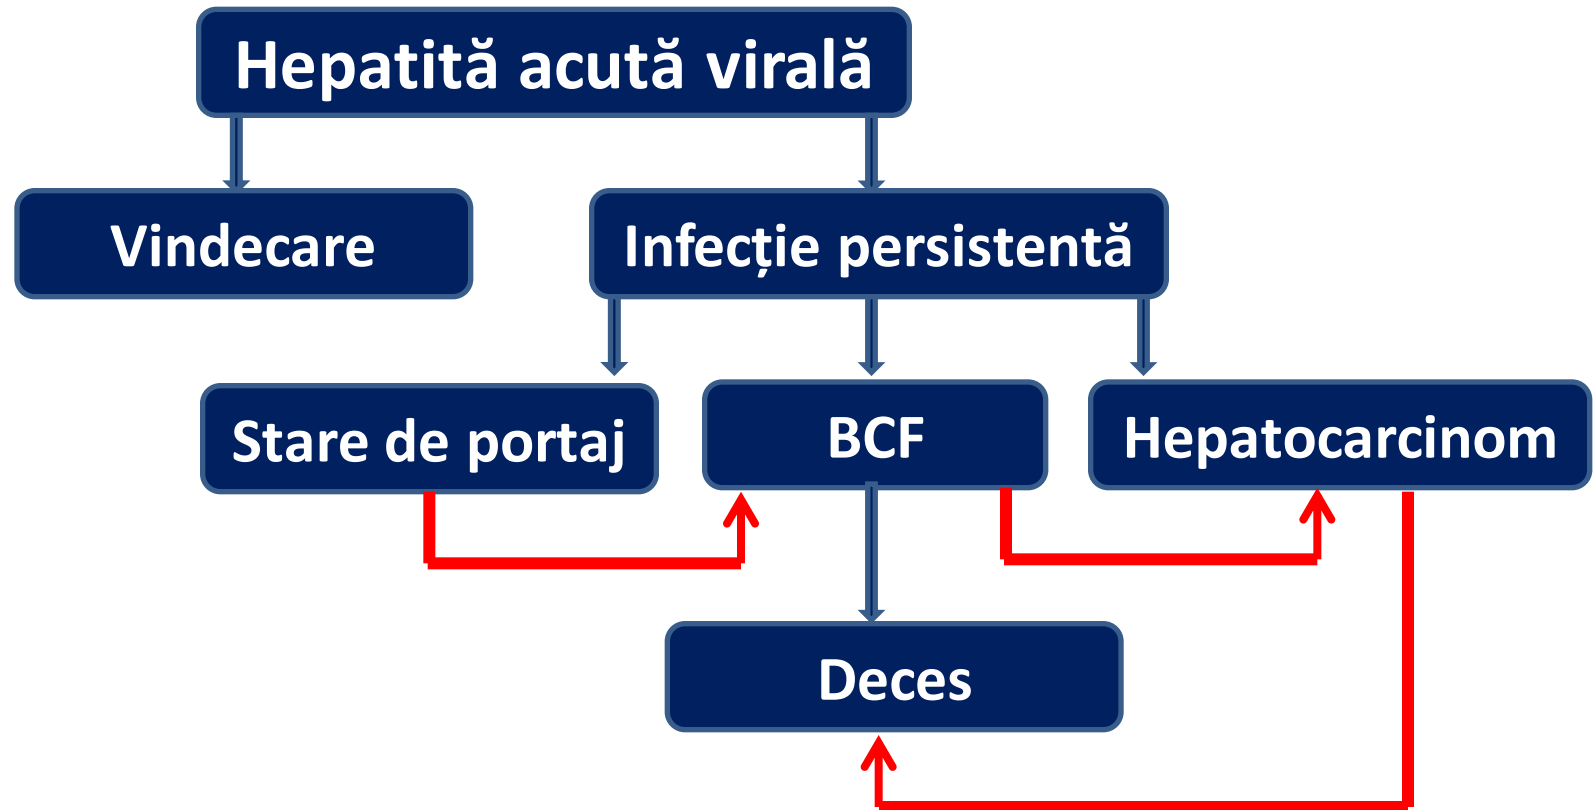 Hepatită acută virală
Vindecare
Infecție persistentă
Stare de portaj
BCF
Hepatocarcinom
Deces